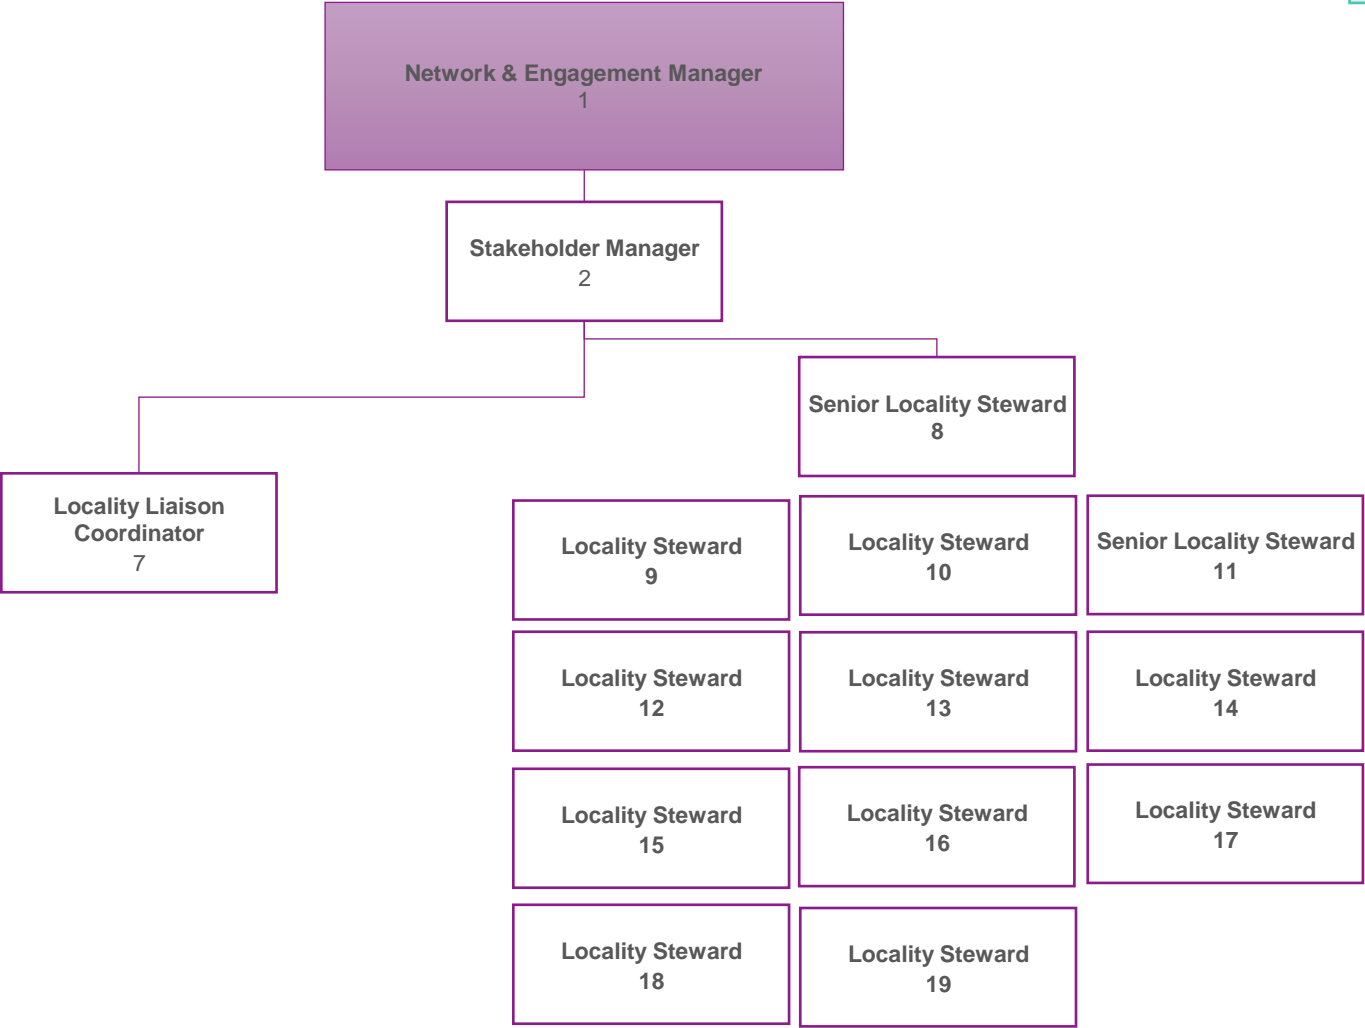 Network & Engagement Manager
1
Stakeholder Manager
2
Senior Locality Steward
8
Locality Liaison
Coordinator
7
Locality Steward
9
Locality Steward
10
Senior Locality Steward
11
Locality Steward
12
Locality Steward
13
Locality Steward
14
Locality Steward
15
Locality Steward
16
Locality Steward
17
Locality Steward
18
Locality Steward
19